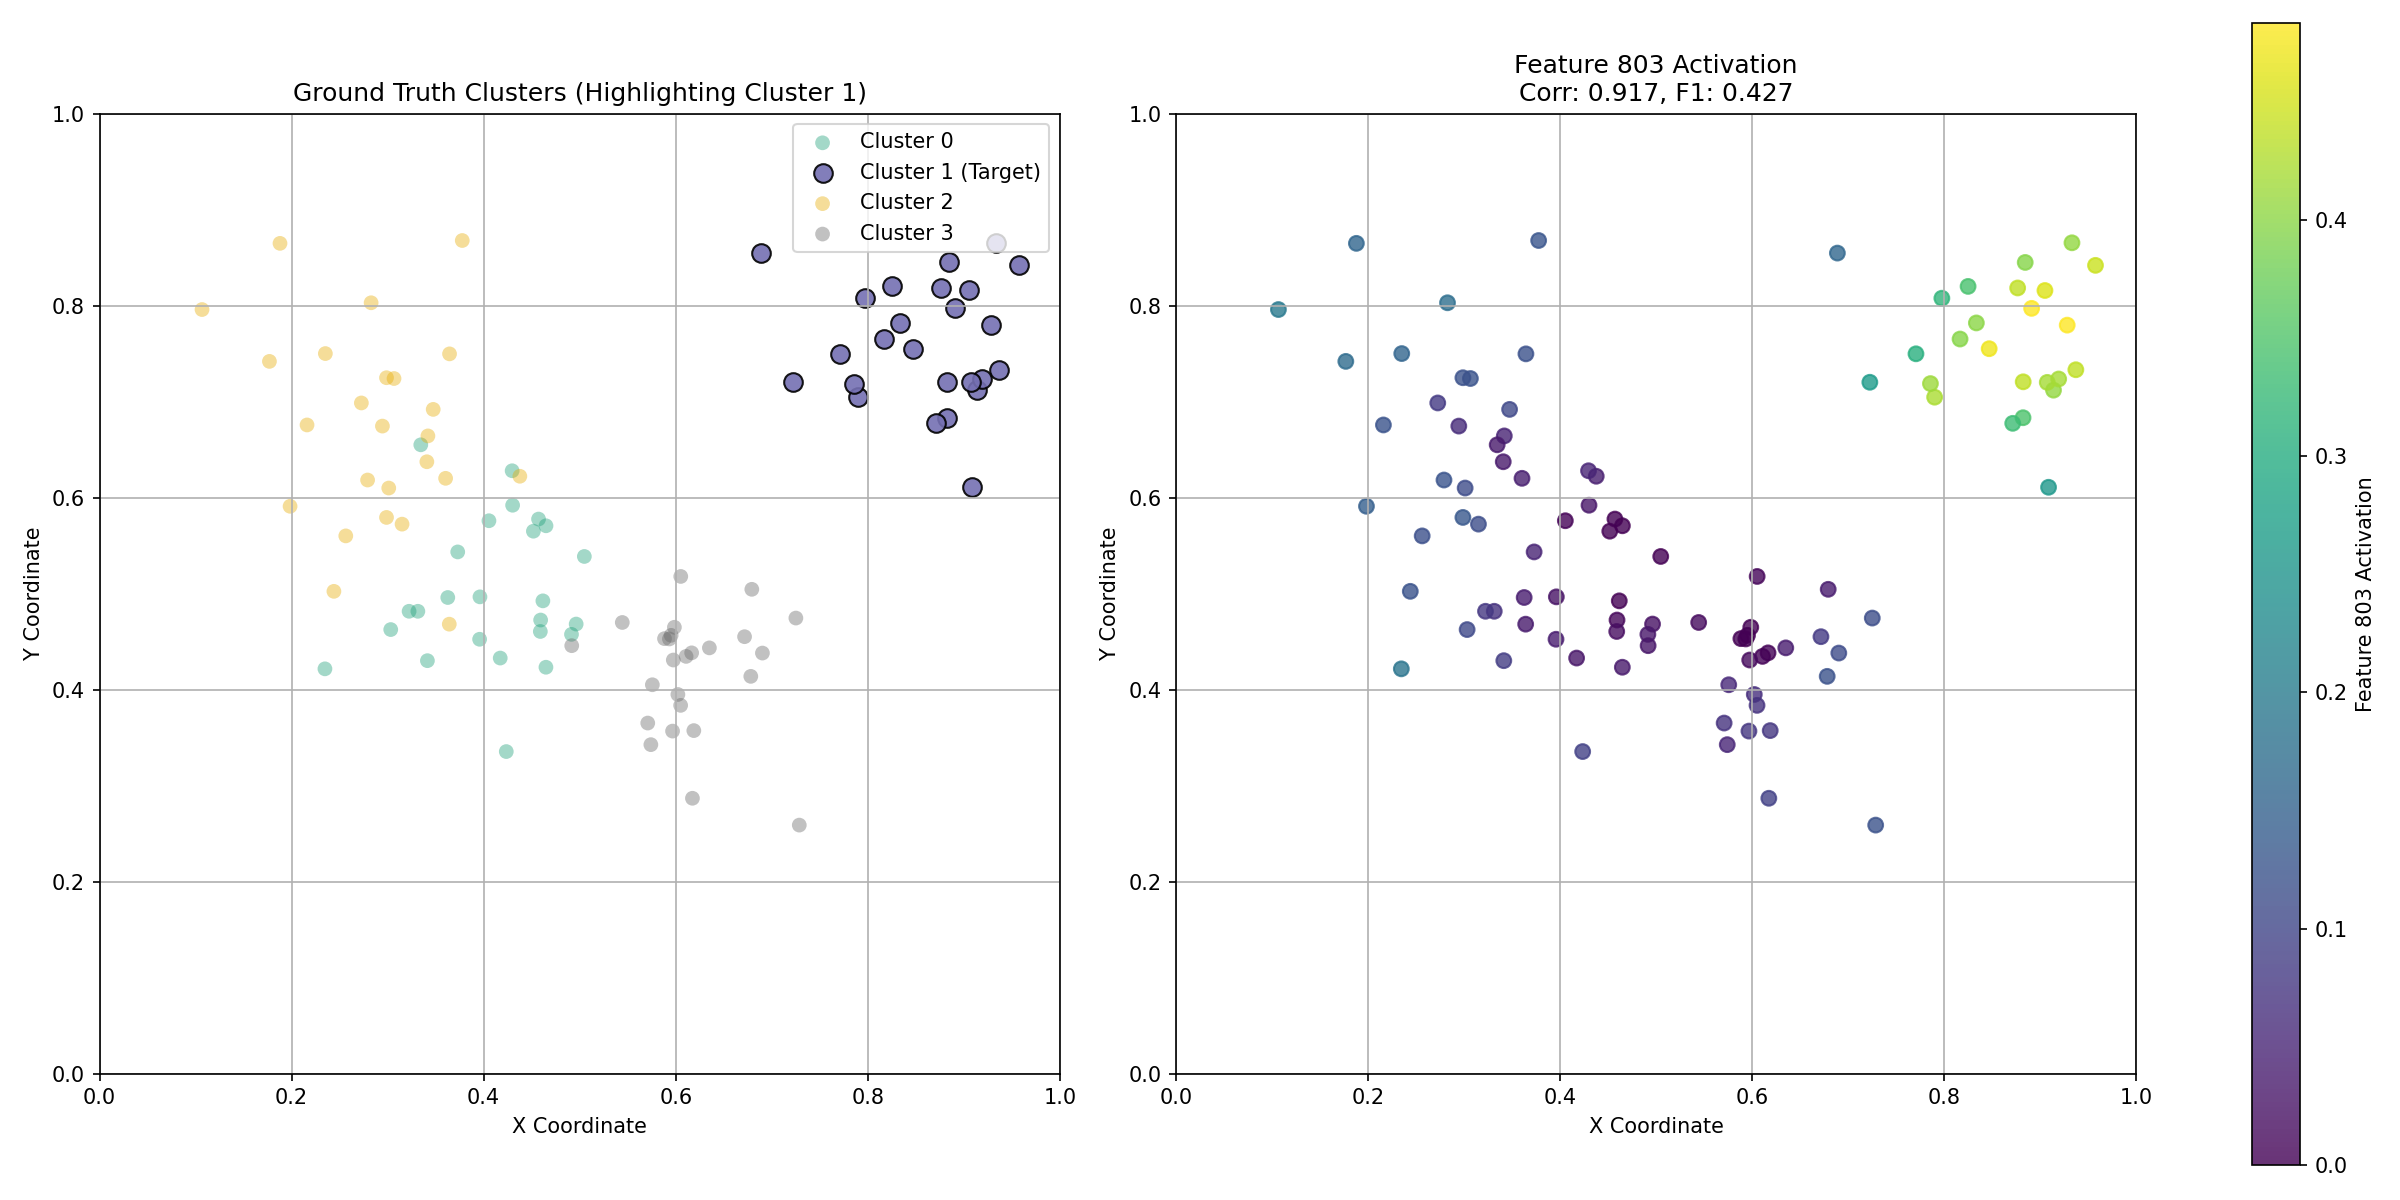 Ground Truth Clusters (Highlighting Cluster 1)
Cluster 0
Cluster 1 (Target)
Cluster 2
Cluster 3
1.0
0.8
0.6
0.4
0.2
0.0
Y Coordinate
0.0 0.2 0.4 0.6 0.8 1.0
X Coordinate
Feature 803 Activation
Corr: 0.917, F1: 0.427
1.0
0.8
0.6
0.4
0.2
0.0
Y Coordinate
0.0 0.2 0.4 0.6 0.8 1.0
X Coordinate
0.4
0.3
0.2
0.1
0.0
Feature 803 Activation